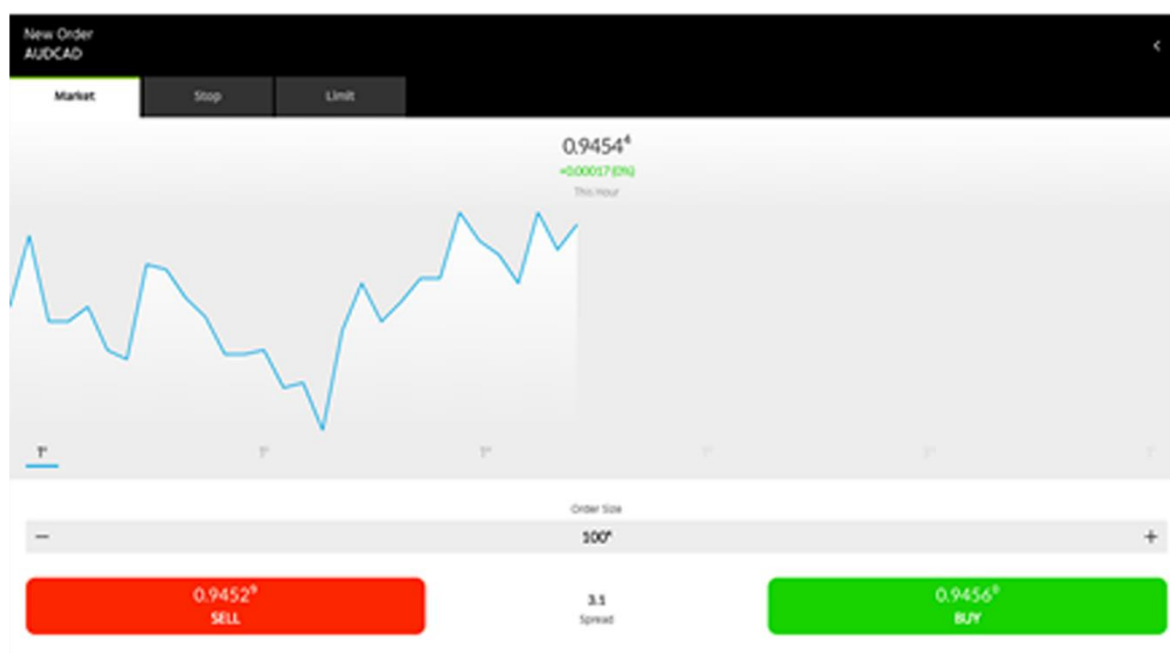 New Order
AUDCAD
Market
Stop
Limit
0.9454⁴
+0.00017 (0%)
This Hour
Order Size
100ᴷ
0.9452⁹
SELL
3.1
Spread
0.9456⁰
BUY